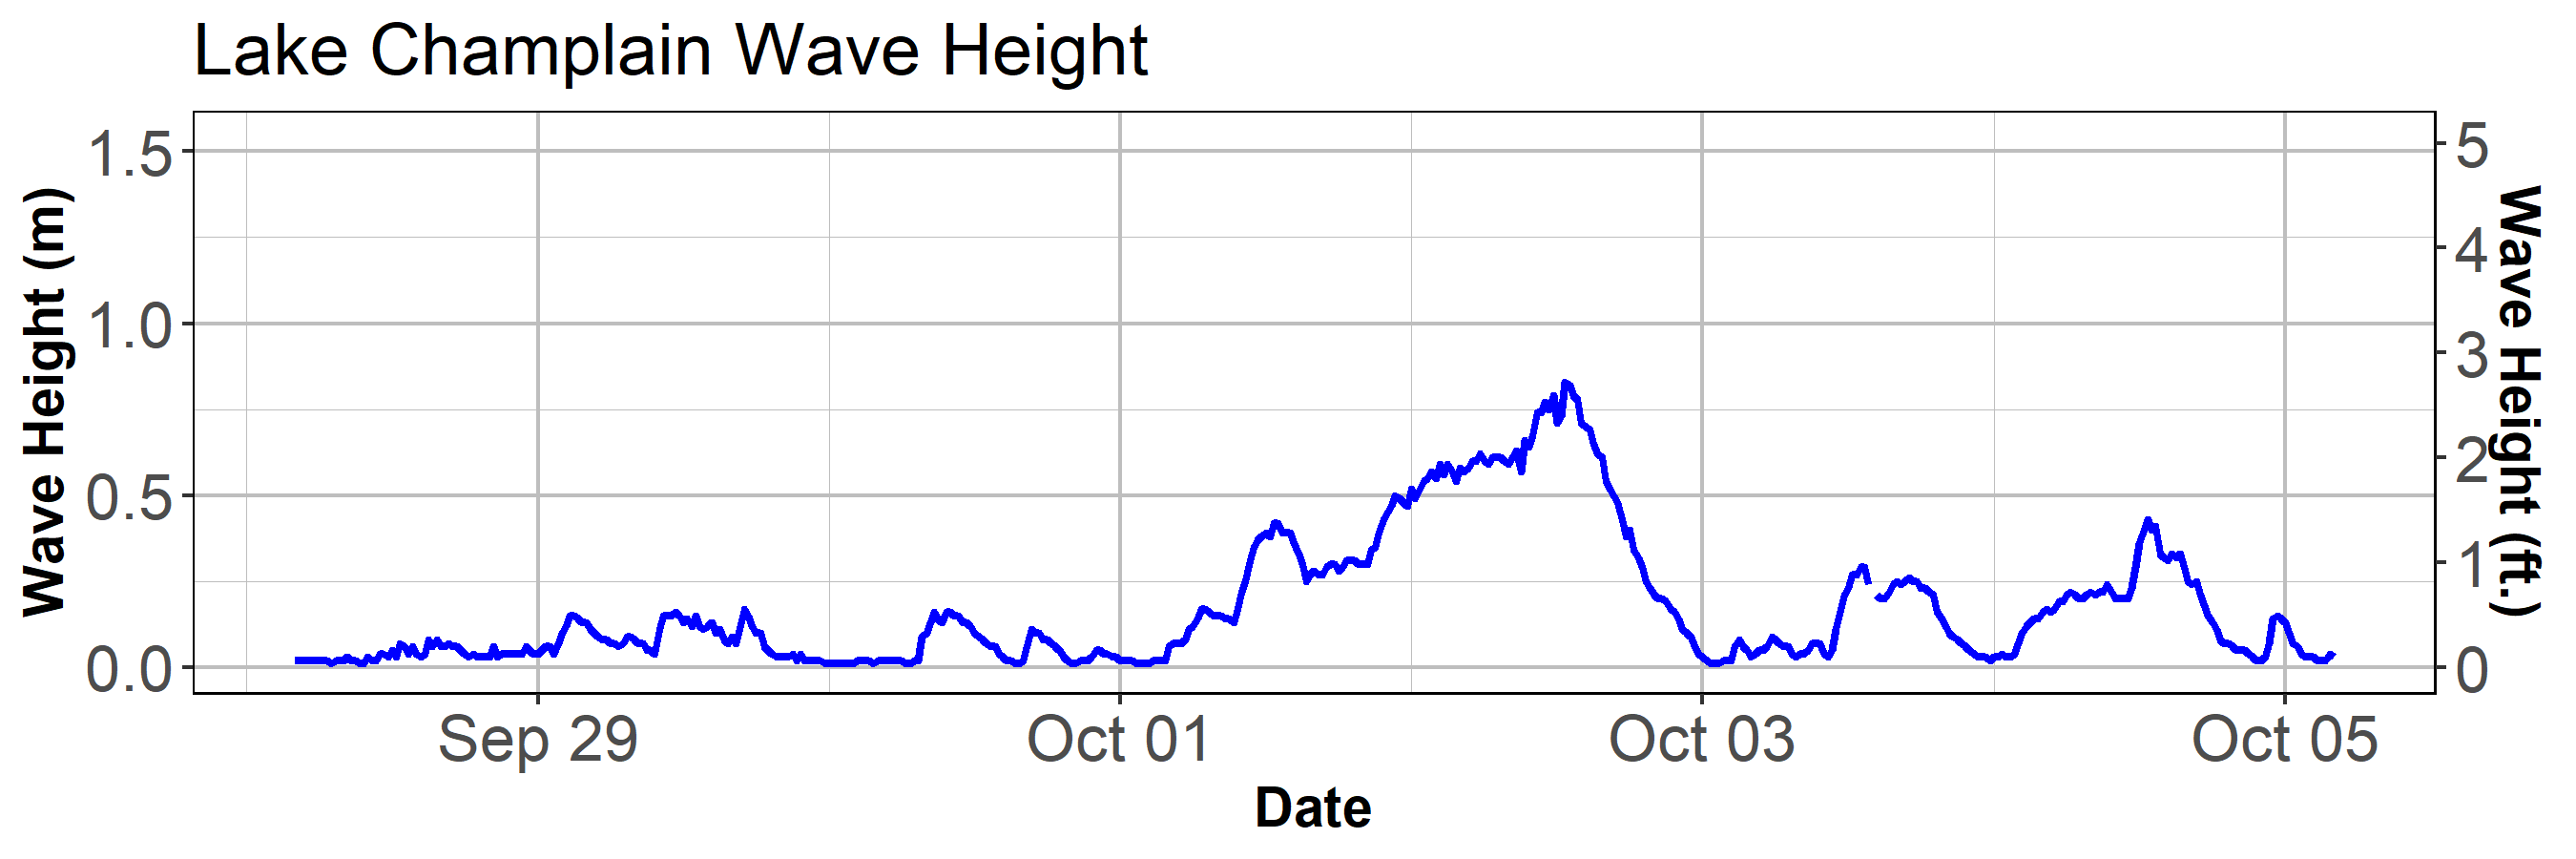 Lake Champlain Wave Height
Wave Height (m)
1.5
1.0
0.5
0.0
5
4
3
2
1
0
Wave Height (ft.)
Sep 29 Oct 01 Oct 03 Oct 05
Date